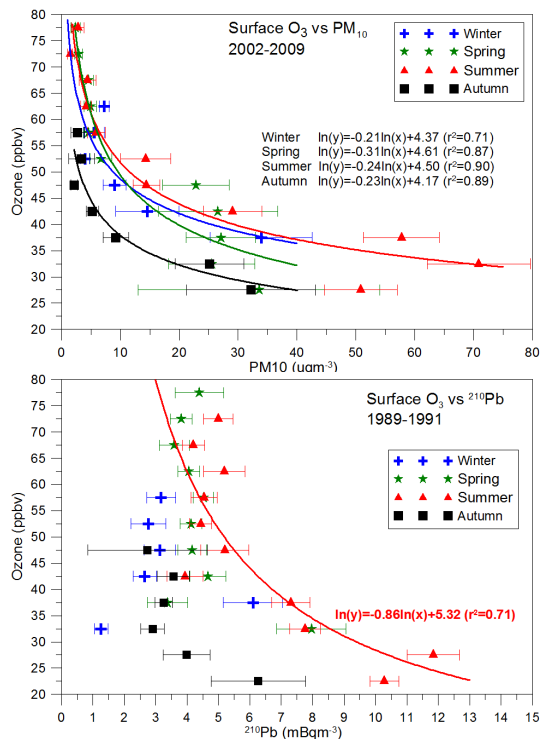 Surface O3 vs PM10
2002-2009
Winter
Spring
Summer
Autumn
Winter ln(y)=-0.21ln(x)+4.37 (r²=0.71)
Spring ln(y)=-0.31ln(x)+4.61 (r²=0.87)
Summer ln(y)=-0.24ln(x)+4.50 (r²=0.90)
Autumn ln(y)=-0.23ln(x)+4.17 (r²=0.89)
Ozone (ppbv)
80
75
70
65
60
55
50
45
40
35
30
25
20
0 10 20 30 40 50 60 70 80
PM10 (ugm-3)
Surface O3 vs 210Pb
1989-1991
Winter
Spring
Summer
Autumn
ln(y)=-0.86ln(x)+5.32 (r²=0.71)
Ozone (ppbv)
80
75
70
65
60
55
50
45
40
35
30
25
20
0 1 2 3 4 5 6 7 8 9 10 11 12 13 14 15
210Pb (mBqm-3)